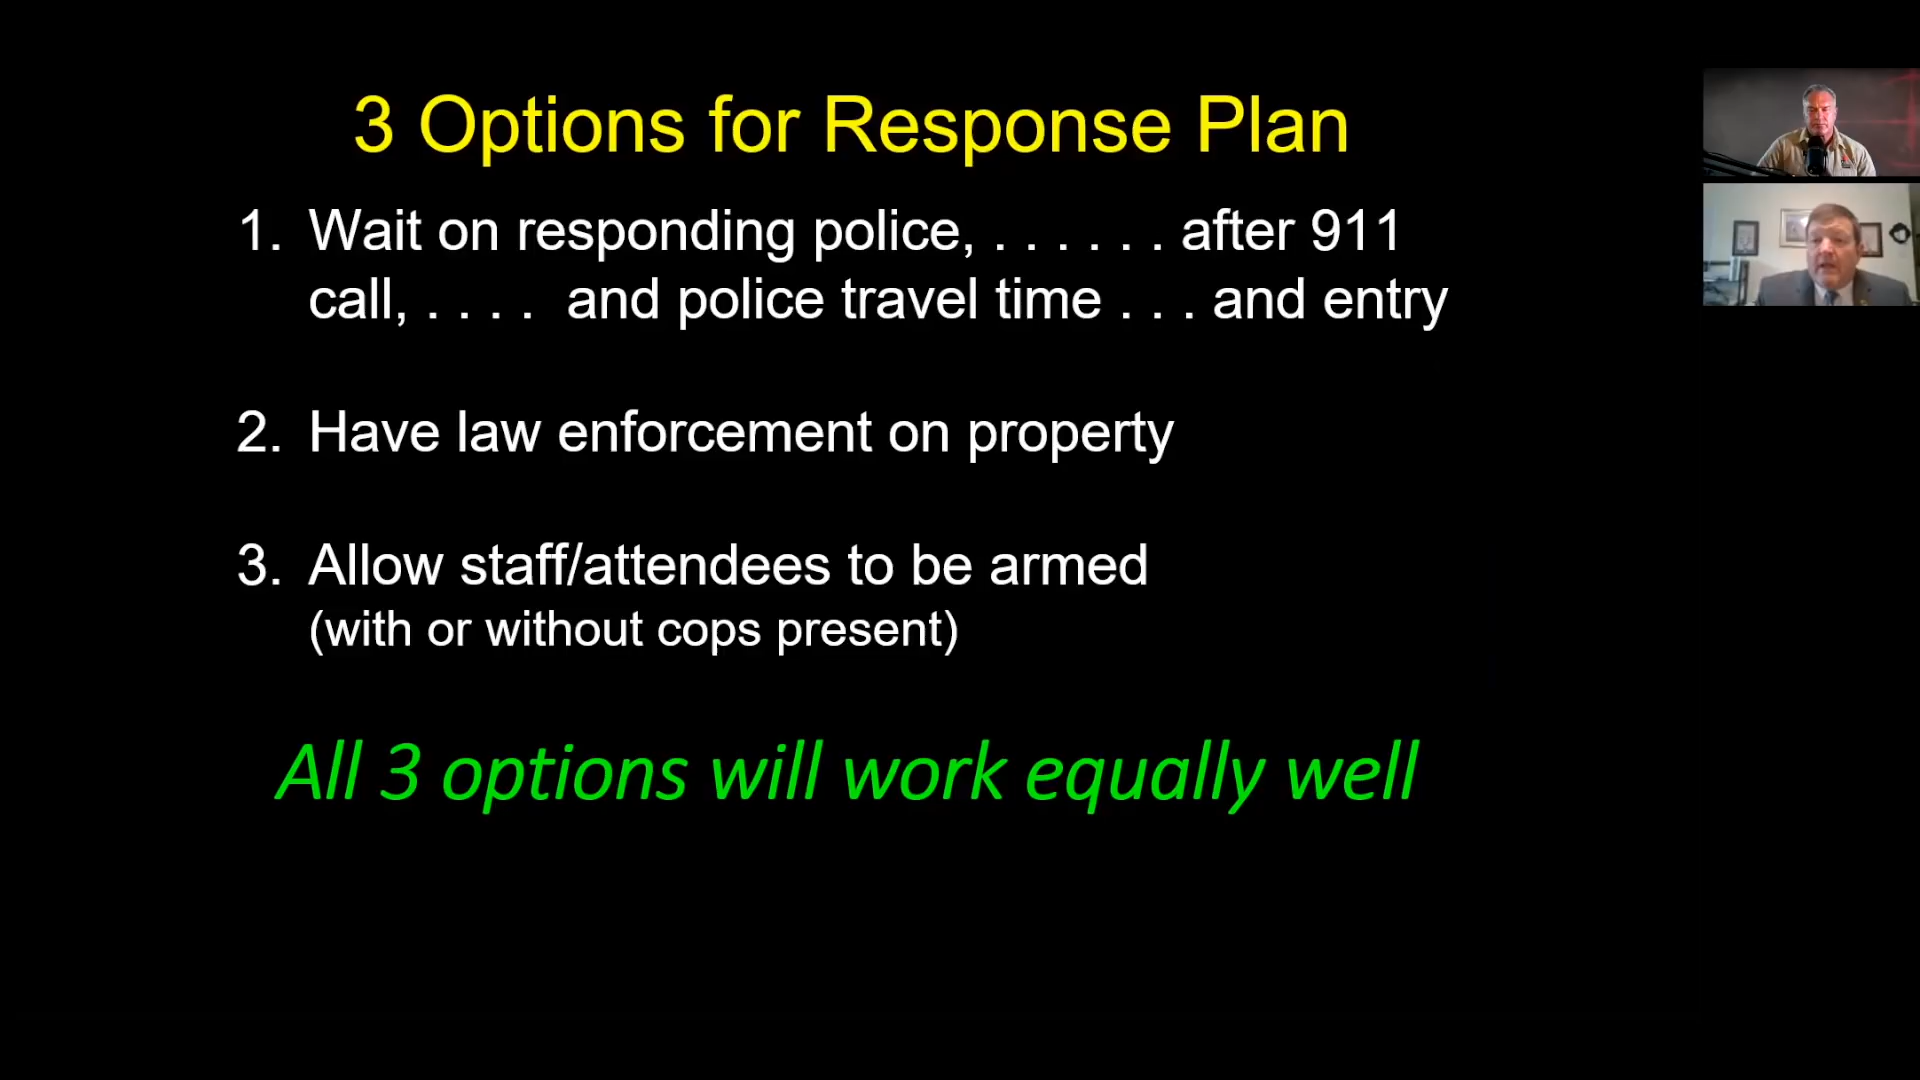 3 Options for Response Plan
1. Wait on responding police, . . . . . . after 911
call, . . . . and police travel time . . . and entry
2. Have law enforcement on property
3. Allow staff/attendees to be armed
(with or without cops present)
All 3 options will work equally well